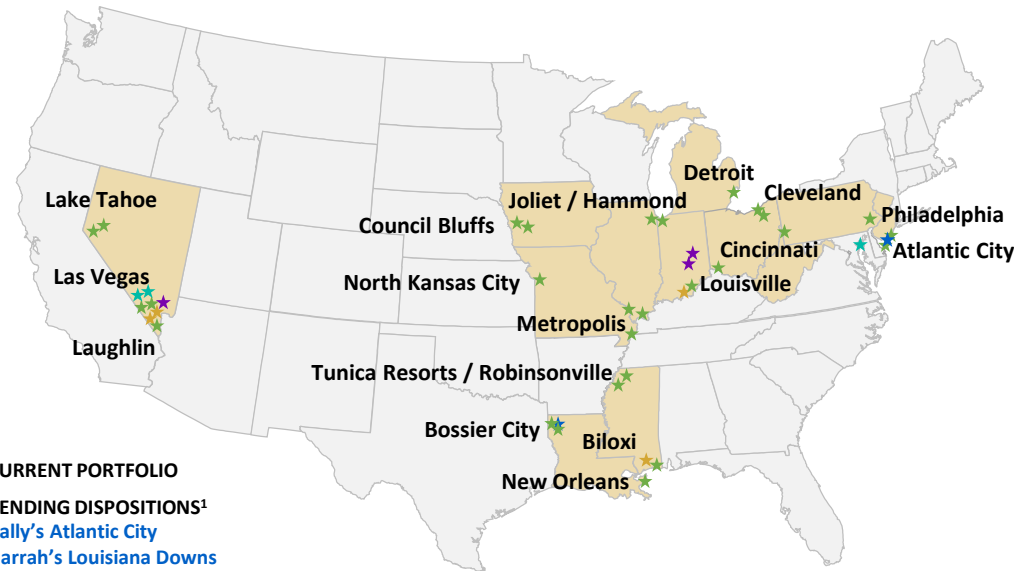 Detroit
Lake Tahoe
Joliet / Hammond
Cleveland
Council Bluffs
Philadelphia
Cincinnati
Atlantic City
Las Vegas
North Kansas City
Louisville
Metropolis
Laughlin
Tunica Resorts / Robinsonville
Bossier City
Biloxi
New Orleans
URRENT PORTFOLIO
ENDING DISPOSITIONS¹
ally’s Atlantic City
arrah’s Louisiana Downs